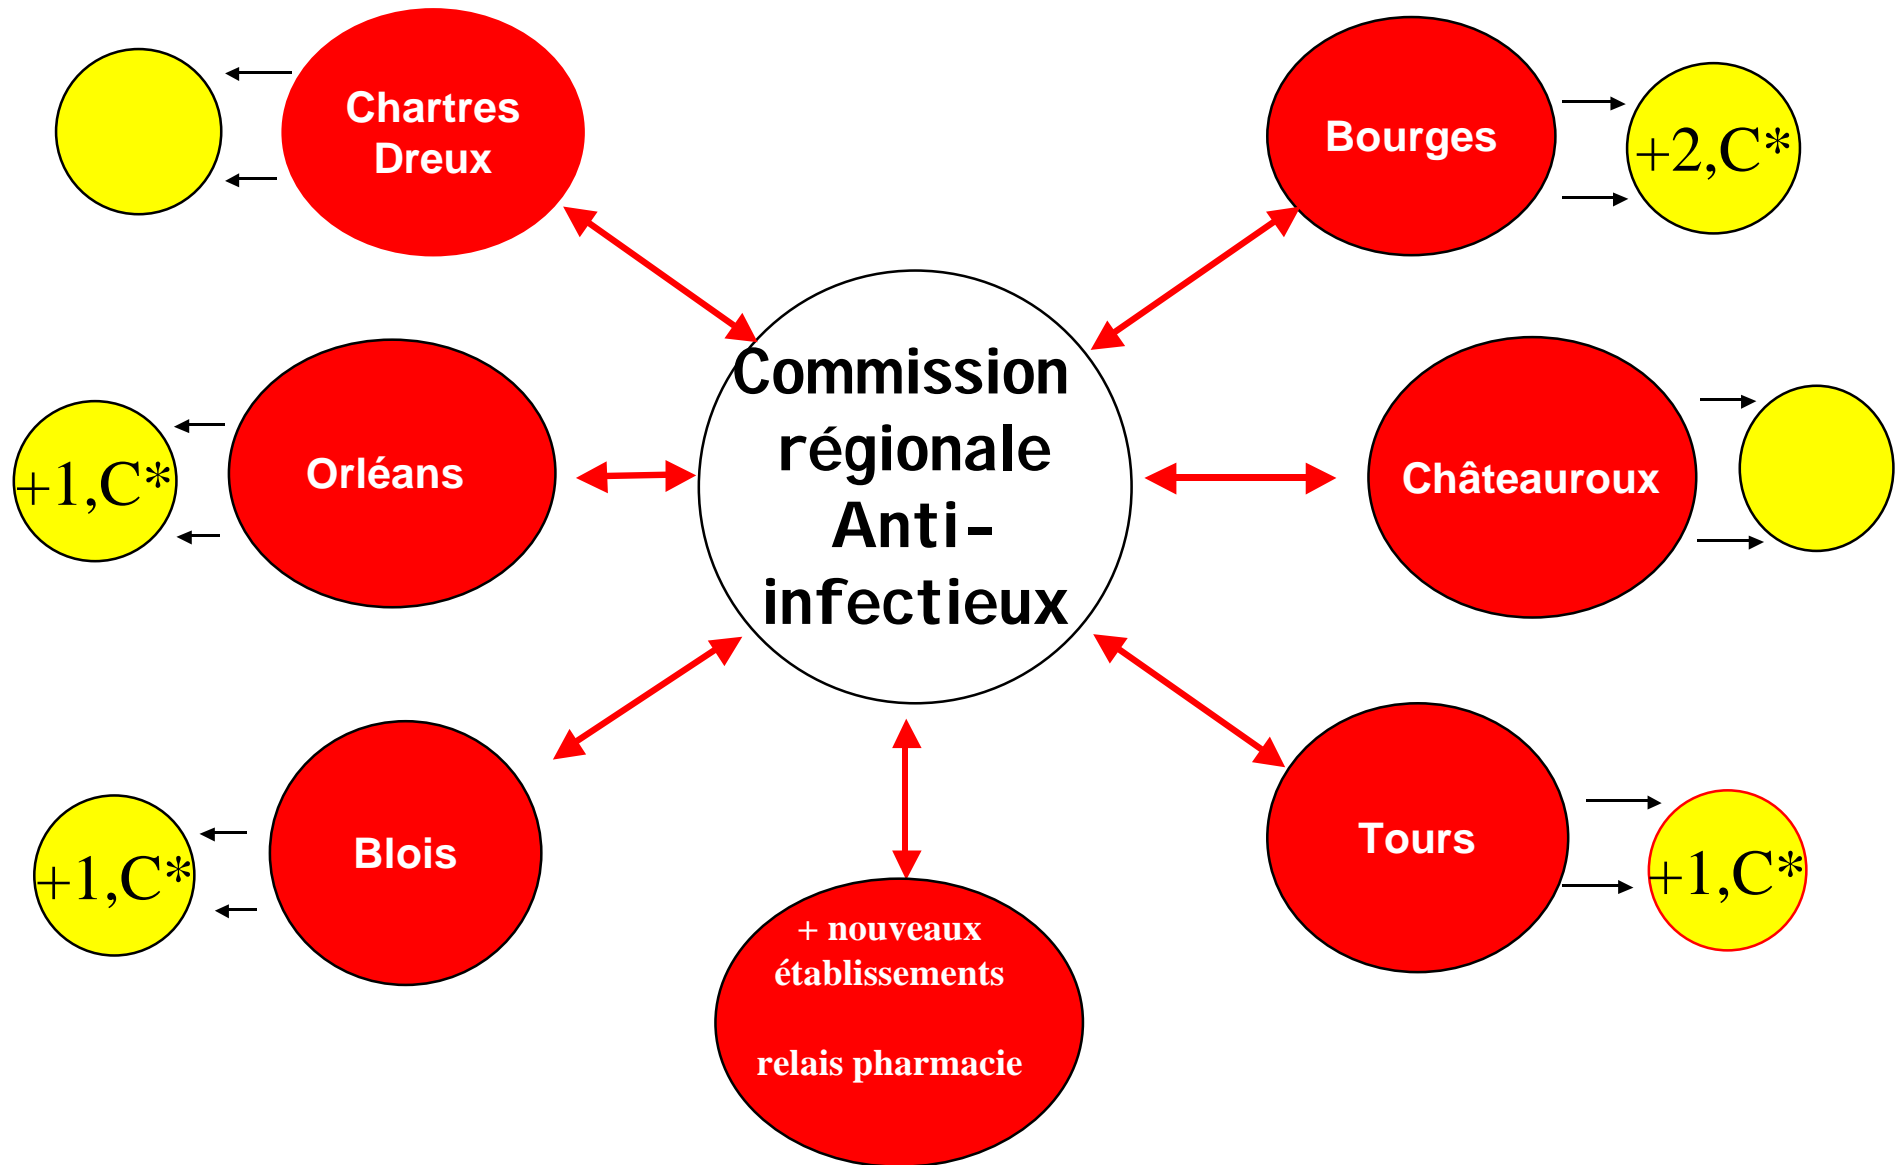 Chartres
Dreux
Bourges
+2,C*
Commission
régionale
Anti-
infectieux
+1,C*
Orléans
Châteauroux
+1,C*
Blois
Tours
+1,C*
+ nouveaux
établissements
relais pharmacie